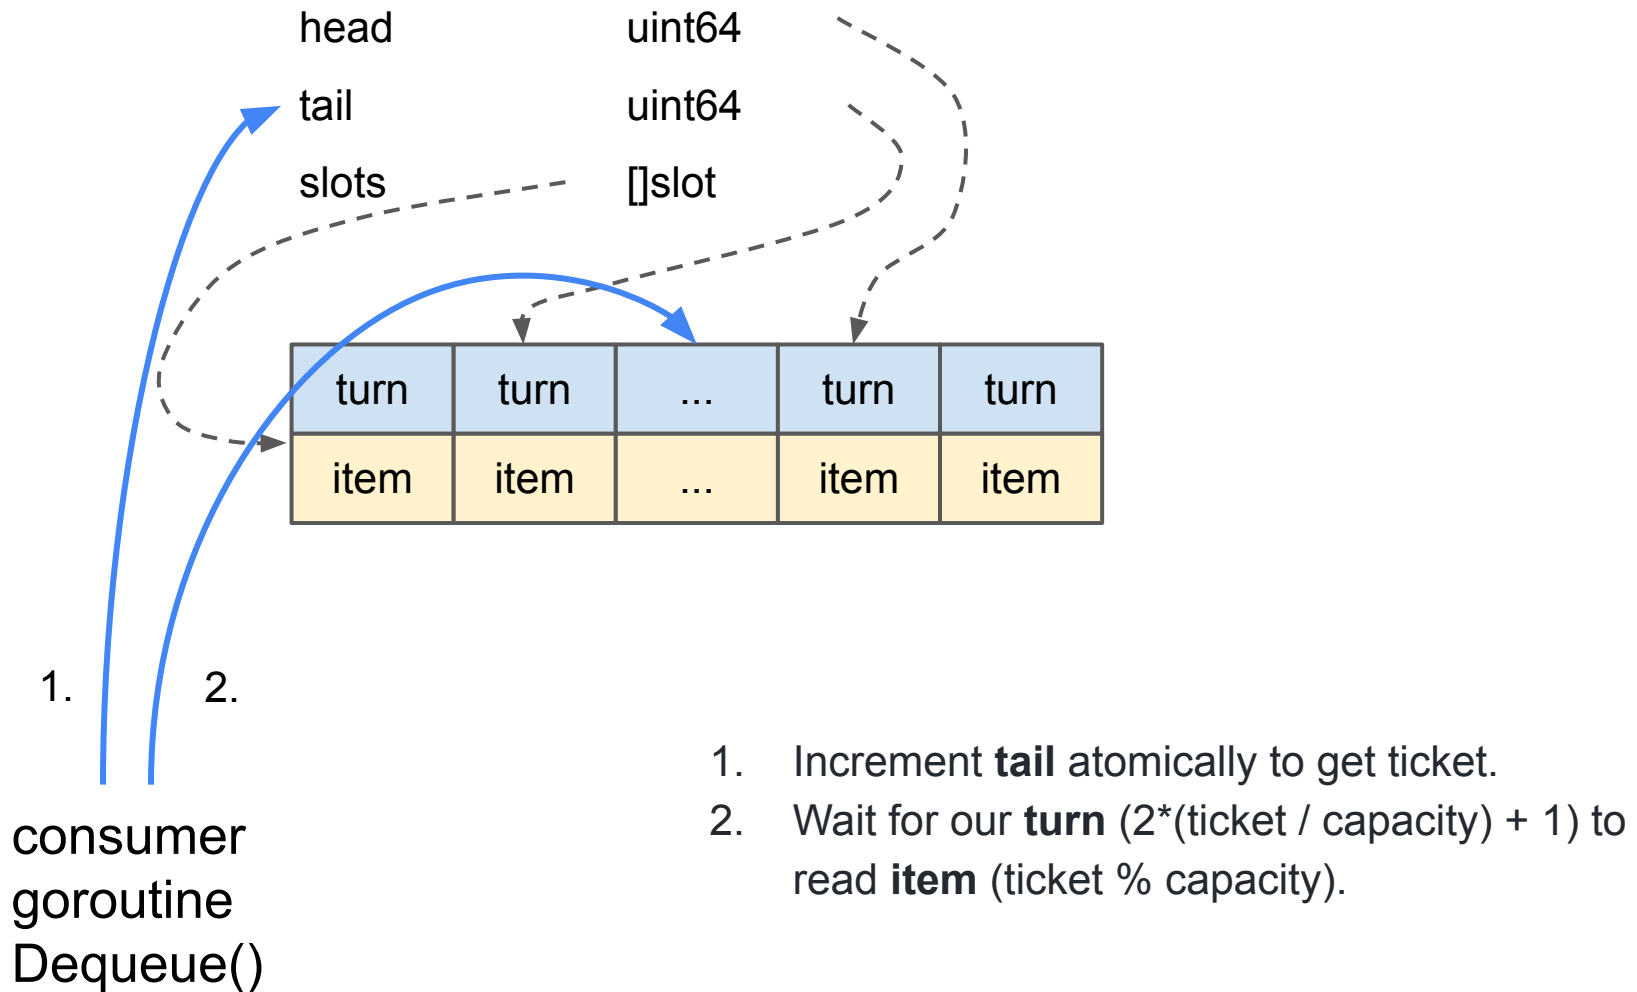 head uint64
tail uint64
slots []slot
turn turn ... turn turn
item item ... item item
1. 2.
1. Increment tail atomically to get ticket.
2. Wait for our turn (2*(ticket / capacity) + 1) to
read item (ticket % capacity).
consumer
goroutine
Dequeue()